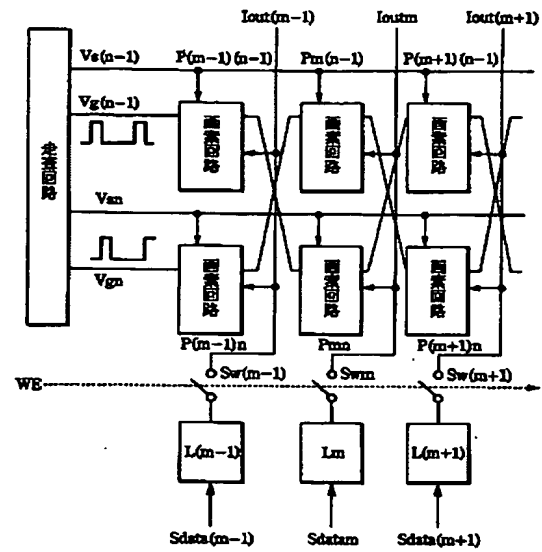 Iout(m-1) Ioutm Iout(m+1)
Vs(n-1) P(m-1)(n-1) Pm(n-1) P(m+1)(n-1)
Vg(n-1)
走査回路
画素回路 画素回路 画素回路
Vsn
画素回路 画素回路 画素回路
Vgn
P(m-1)n Pmn P(m+1)n
Sw(m-1) Swm Sw(m+1)
WE
L(m-1) Lm L(m+1)
Sdata(m-1) Sdatam Sdata(m+1)